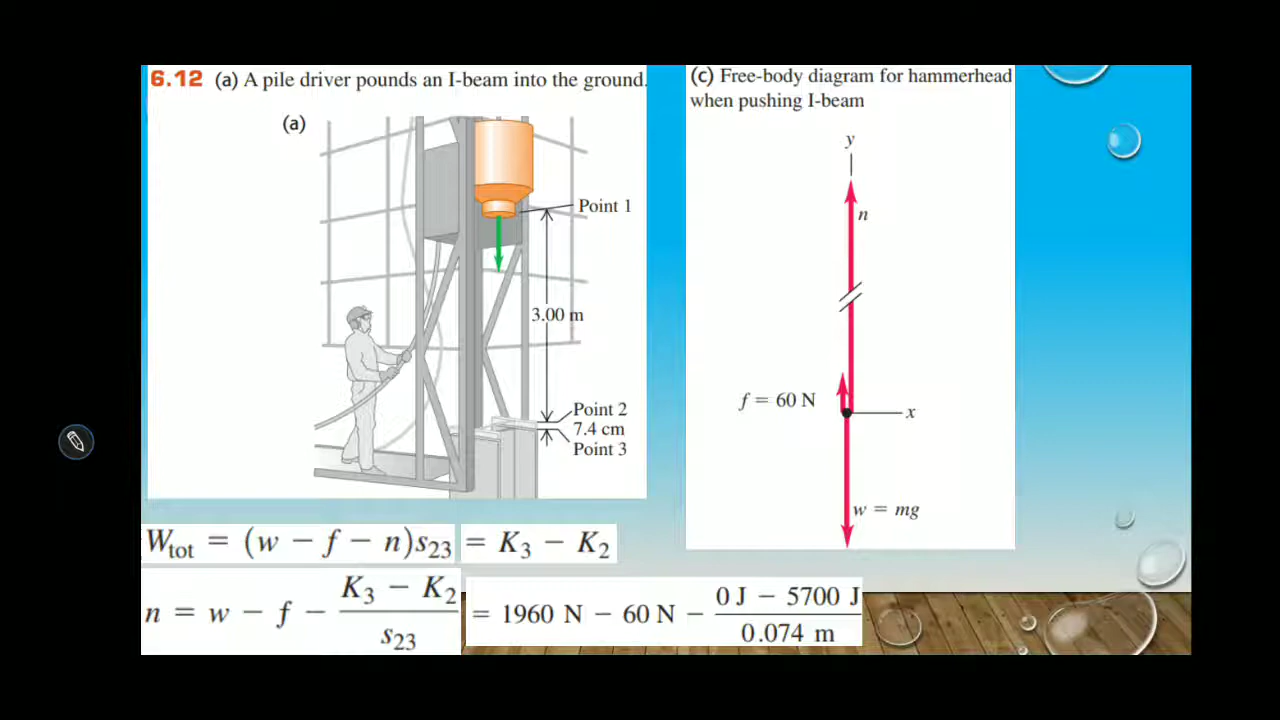 6.12 (a) A pile driver pounds an I-beam into the ground.
(a)
Point 1
3.00 m
Point 2
7.4 cm
Point 3
(c) Free-body diagram for hammerhead
when pushing I-beam
y
n
f = 60 N
x
w = mg
W_tot = (w − f − n)s_23 = K_3 − K_2
n = w − f − (K_3 − K_2)/s_23 = 1960 N − 60 N − (0 J − 5700 J)/0.074 m